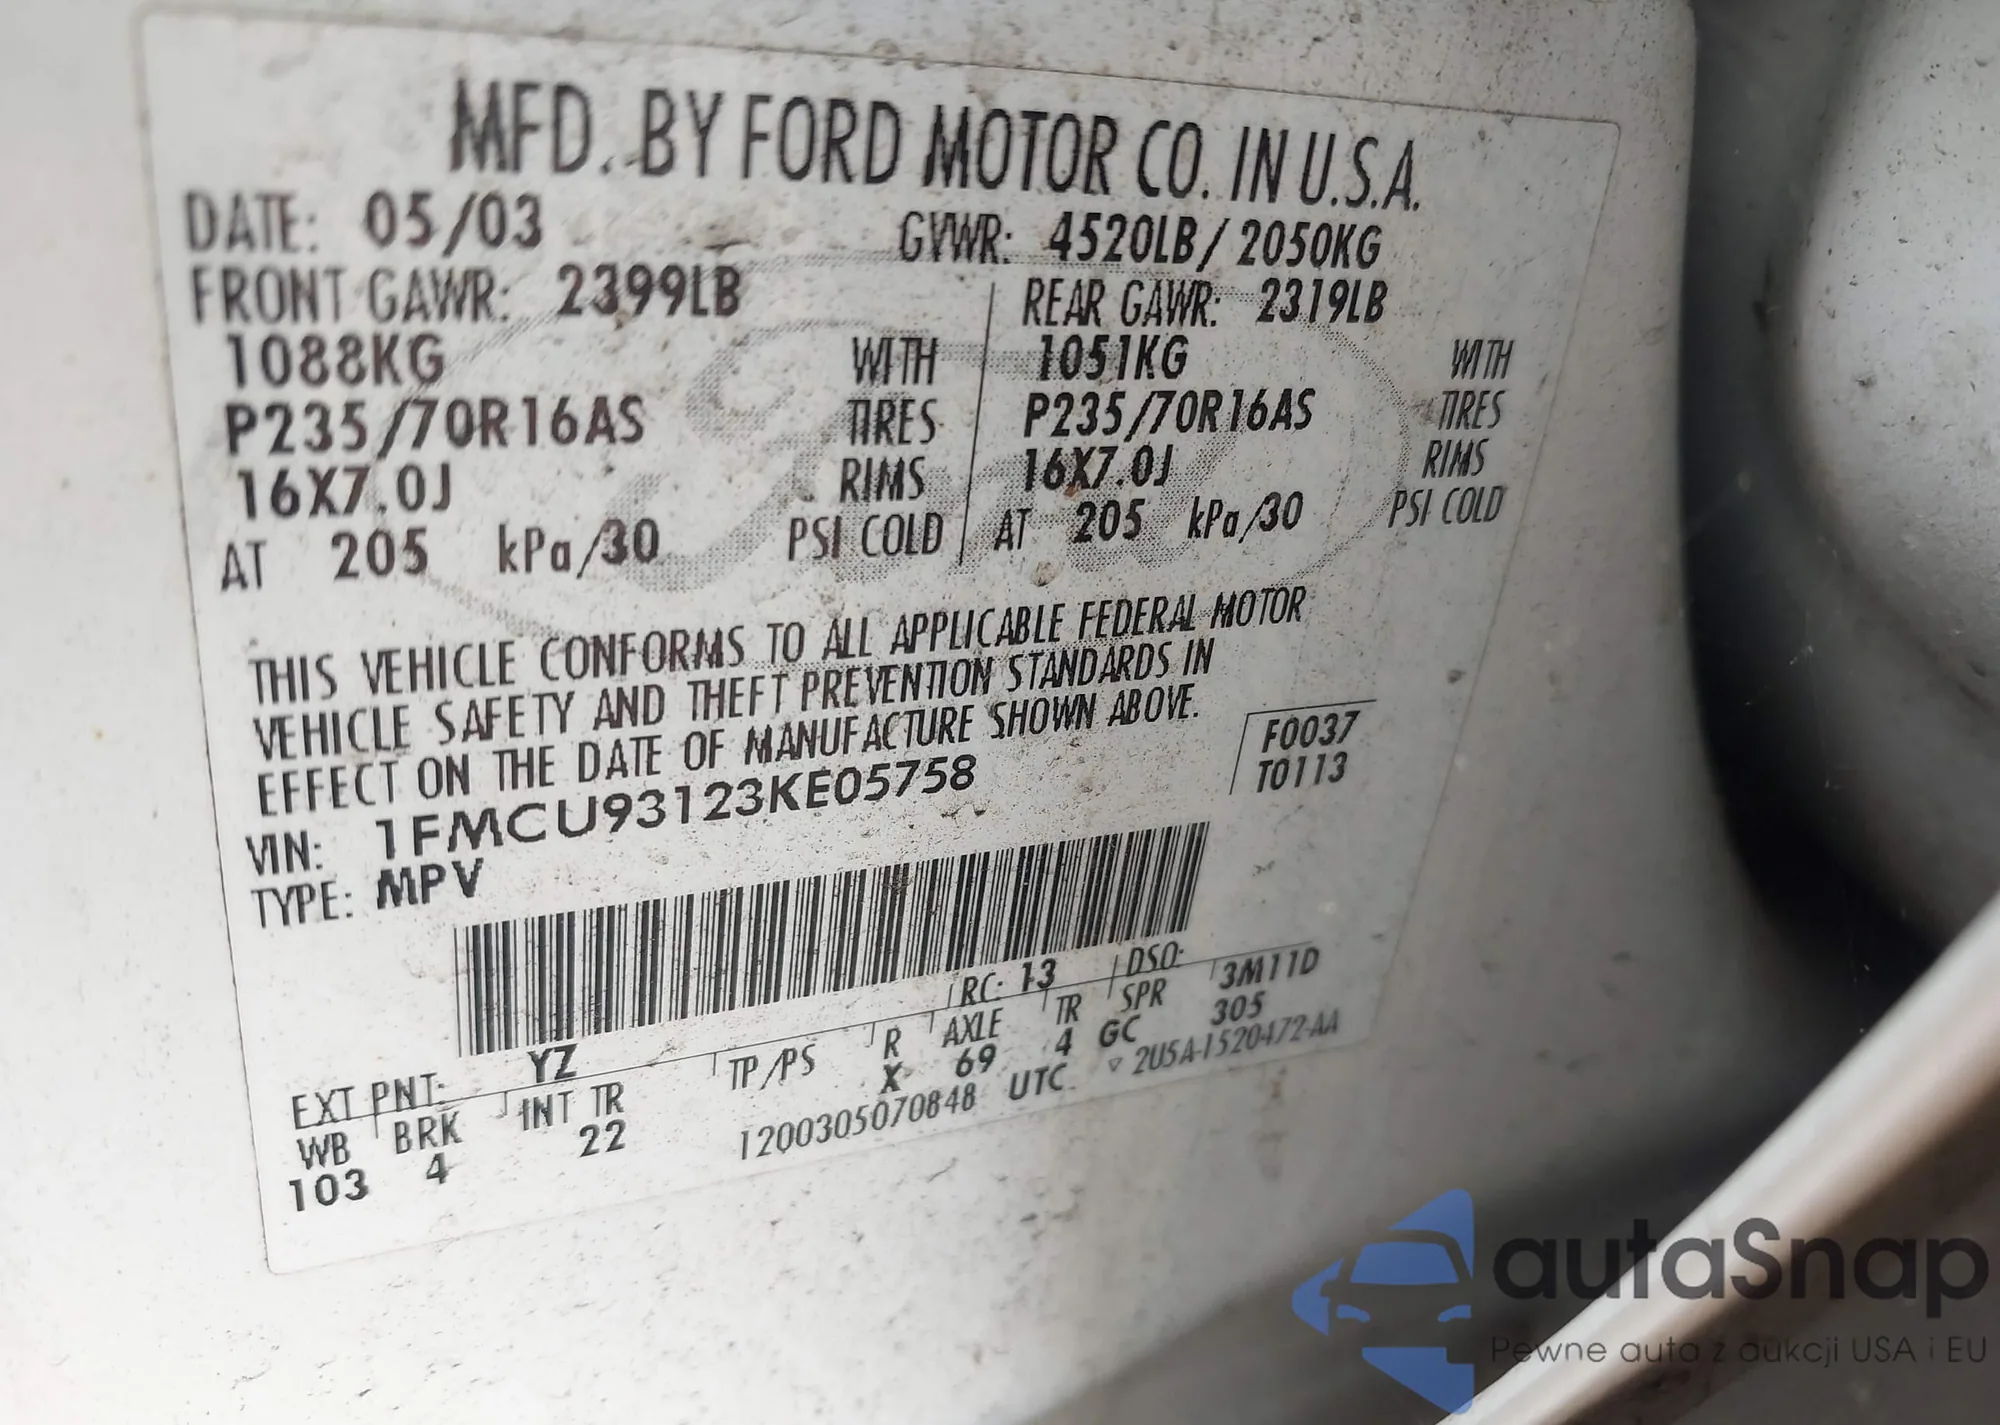 MFD. BY FORD MOTOR CO. IN U.S.A.
DATE: 05/03 GVWR: 4520LB/2050KG
FRONT GAWR: 2399LB REAR GAWR: 2319LB
1088KG WITH 1051KG WITH
P235/70R16AS TIRES P235/70R16AS TIRES
16X7.0J RIMS 16X7.0J RIMS
AT 205 kPa/30 PSI COLD AT 205 kPa/30 PSI COLD
THIS VEHICLE CONFORMS TO ALL APPLICABLE FEDERAL MOTOR
VEHICLE SAFETY AND THEFT PREVENTION STANDARDS IN
EFFECT ON THE DATE OF MANUFACTURE SHOWN ABOVE.
F0037
T0113
VIN: 1FMCU93123KE05758
TYPE: MPV
EXT PNT: YZ RC: 13 DSO: 3M11D
WB BRK INT TR TP/PS R AXLE TR SPR 305
103 4 22 X 69 4 GC
1200305070848 UTC ▽ 2U5A-1520472-AA
autaSnap
Pewne auta z aukcji USA i EU